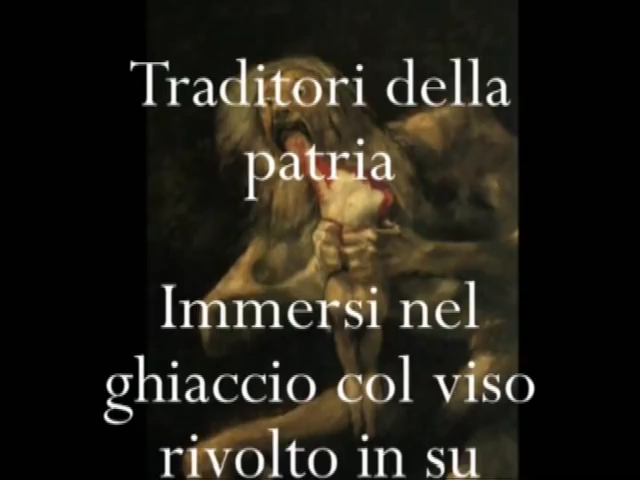 Traditori della
patria
Immersi nel
ghiaccio col viso
rivolto in su